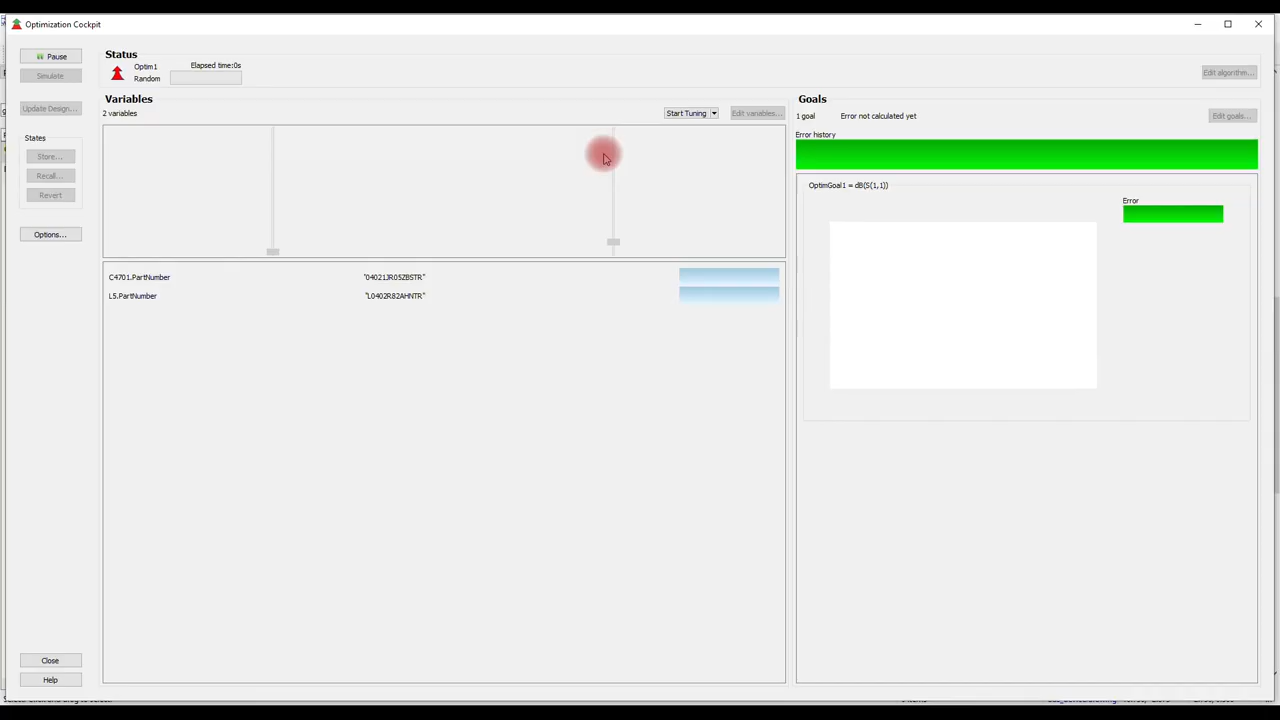 Optimization Cockpit
Pause
Simulate
Update Design...
States
Store...
Recall...
Revert
Options...
Close
Help
Status
Optim1
Random
Elapsed time:0s
Edit algorithm...
Variables
2 variables
Start Tuning
Edit variables...
C4701.PartNumber
"04021JR05ZBSTR"
L5.PartNumber
"L0402R82AHNTR"
Goals
1 goal
Error not calculated yet
Edit goals...
Error history
OptimGoal1 = dB(S(1,1))
Error